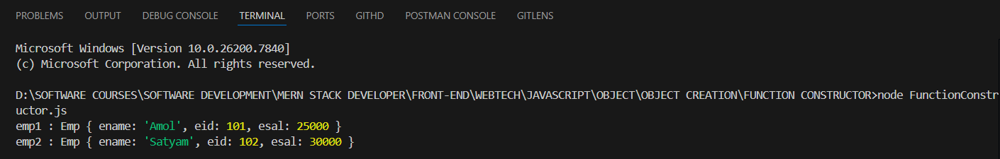 PROBLEMS OUTPUT DEBUG CONSOLE TERMINAL PORTS GITHD POSTMAN CONSOLE GITLENS
Microsoft Windows [Version 10.0.26200.7840]
(c) Microsoft Corporation. All rights reserved.
D:\SOFTWARE COURSES\SOFTWARE DEVELOPMENT\MERN STACK DEVELOPER\FRONT-END\WEBTECH\JAVASCRIPT\OBJECT\OBJECT CREATION\FUNCTION CONSTRUCTOR>node FunctionConstr
uctor.js
emp1 : Emp { ename: 'Amol', eid: 101, esal: 25000 }
emp2 : Emp { ename: 'Satyam', eid: 102, esal: 30000 }